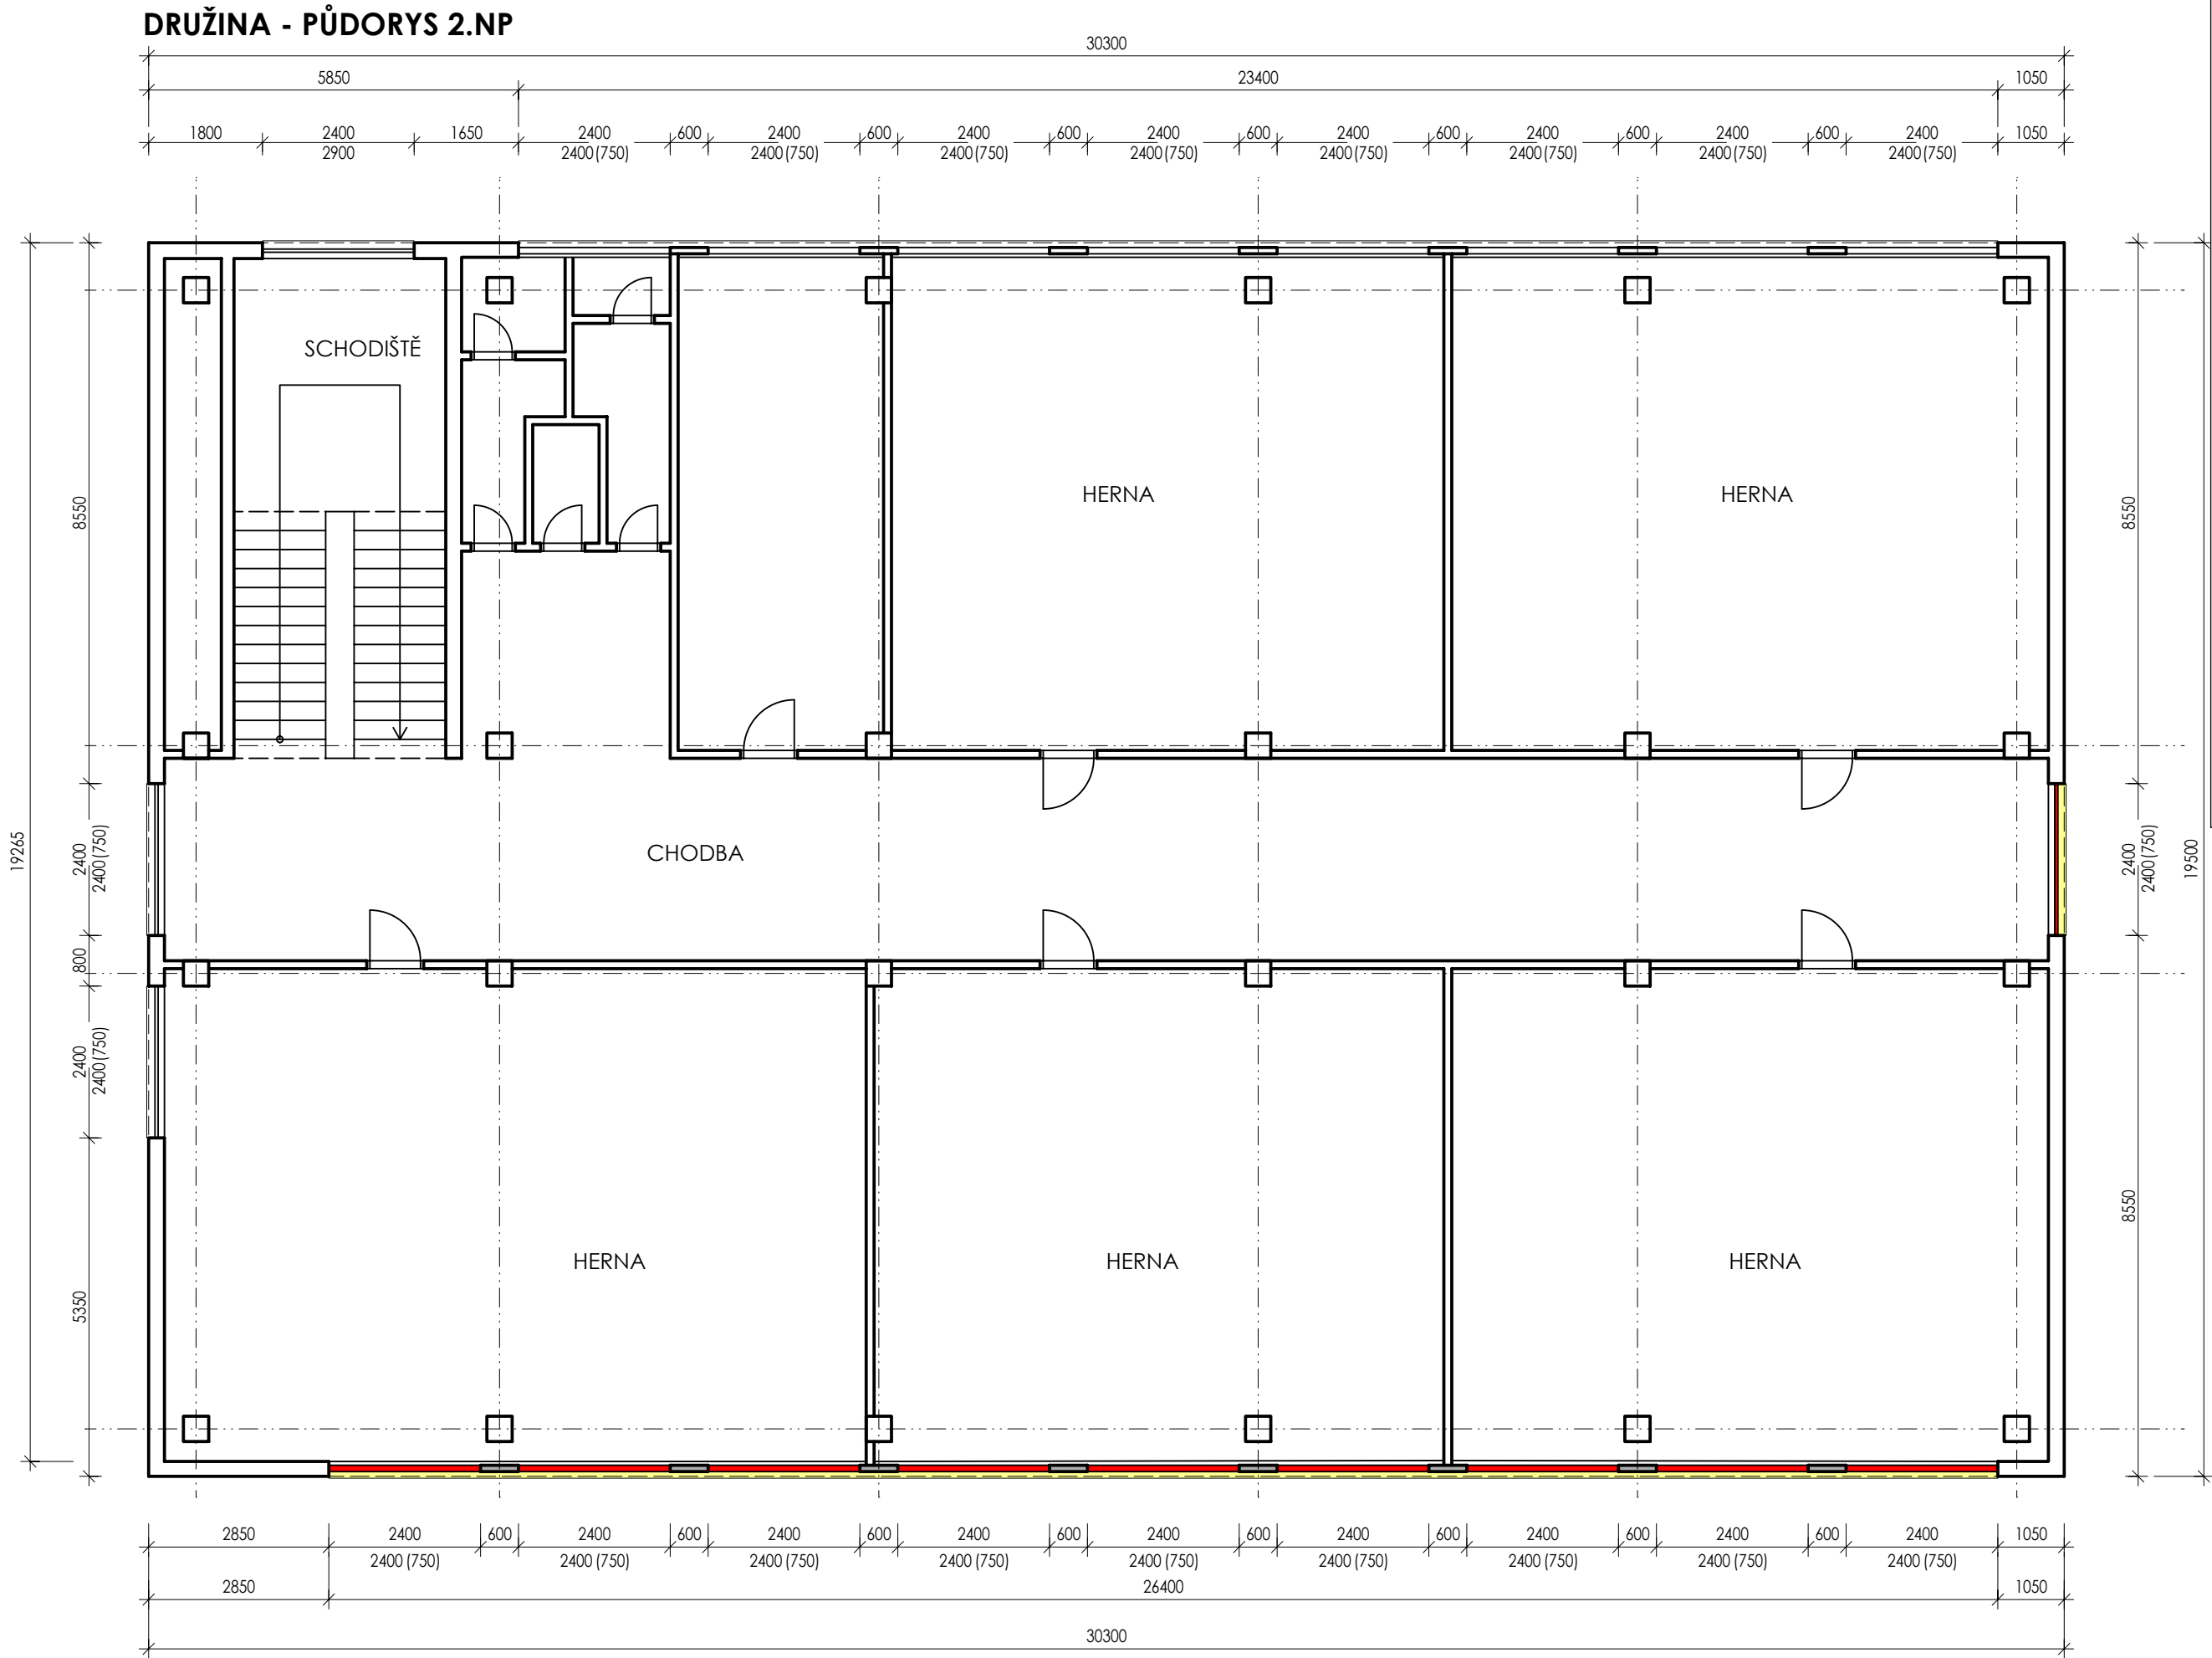 DRUŽINA - PŮDORYS 2.NP
30300
5850 23400 1050
1800 2400 1650 2400 600 2400 600 2400 600 2400 600 2400 600 2400 600 2400 600 2400 1050
2900 2400(750) 2400(750) 2400(750) 2400(750) 2400(750) 2400(750) 2400(750) 2400(750)
SCHODIŠTĚ
HERNA HERNA
8550 8550
CHODBA
19265
2400
2400(750)
2400
2400(750)
19500
800
2400
2400(750)
5350
8550
HERNA HERNA HERNA
2850 2400 600 2400 600 2400 600 2400 600 2400 600 2400 600 2400 600 2400 600 2400 1050
2400 (750) 2400 (750) 2400 (750) 2400 (750) 2400 (750) 2400 (750) 2400 (750) 2400 (750) 2400 (750)
2850 26400 1050
30300